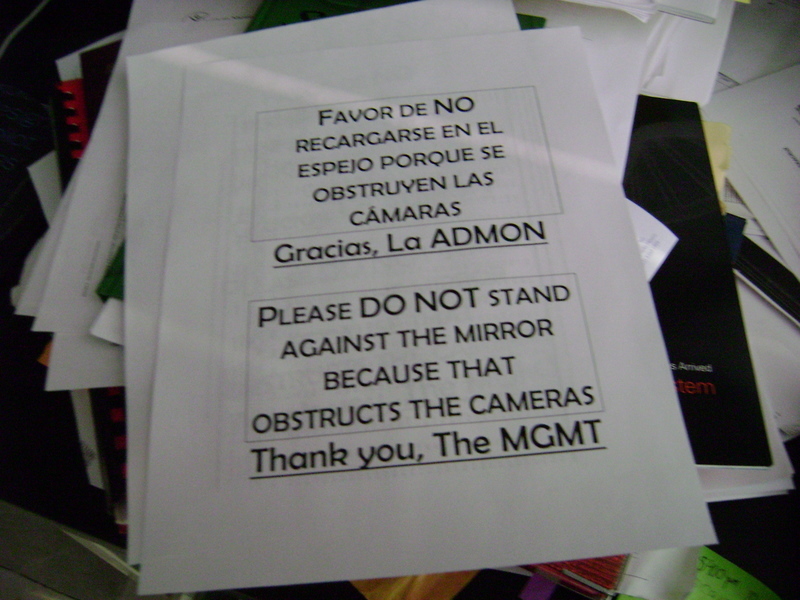 FAVOR DE NO
RECARGARSE EN EL
ESPEJO PORQUE SE
OBSTRUYEN LAS
CÁMARAS
Gracias, La ADMON
PLEASE DO NOT STAND
AGAINST THE MIRROR
BECAUSE THAT
OBSTRUCTS THE CAMERAS
Thank you, The MGMT
Arrived